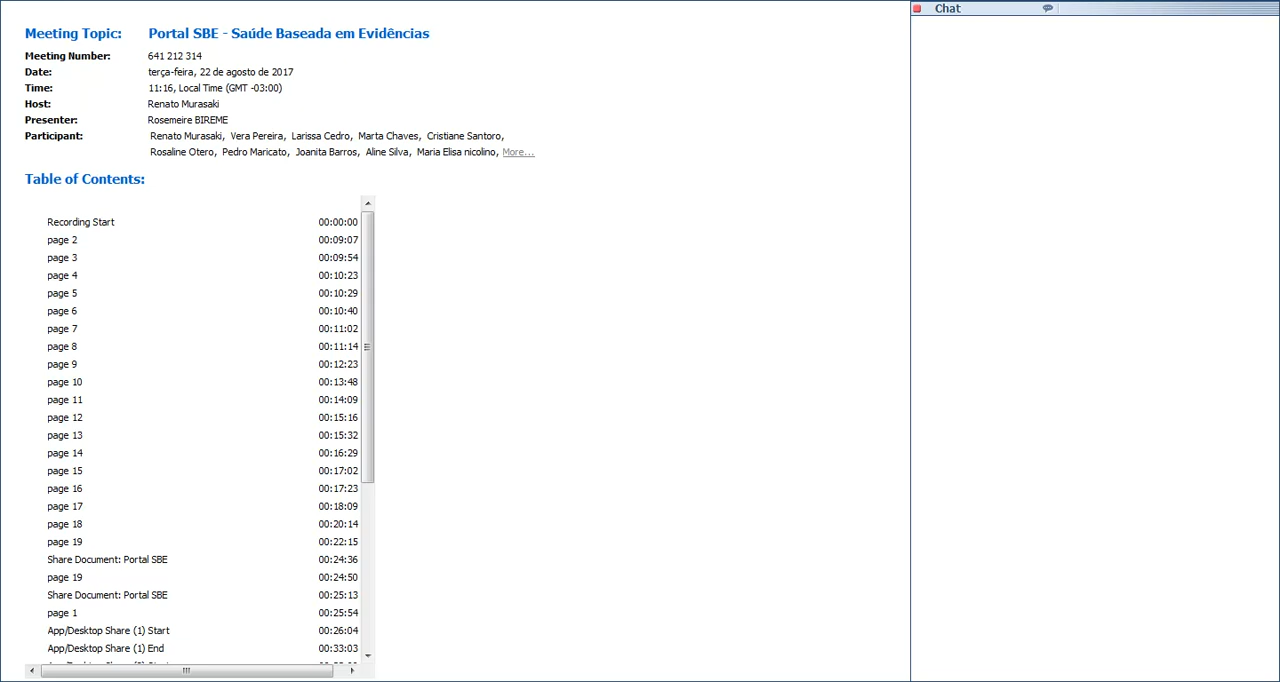 Chat
Meeting Topic: Portal SBE - Saúde Baseada em Evidências
Meeting Number: 641 212 314
Date: terça-feira, 22 de agosto de 2017
Time: 11:16, Local Time (GMT -03:00)
Host: Renato Murasaki
Presenter: Rosemeire BIREME
Participant: Renato Murasaki, Vera Pereira, Larissa Cedro, Marta Chaves, Cristiane Santoro,
Rosaline Otero, Pedro Maricato, Joanita Barros, Aline Silva, Maria Elisa nicolino, More...
Table of Contents:
Recording Start 00:00:00
page 2 00:09:07
page 3 00:09:54
page 4 00:10:23
page 5 00:10:29
page 6 00:10:40
page 7 00:11:02
page 8 00:11:14
page 9 00:12:23
page 10 00:13:48
page 11 00:14:09
page 12 00:15:16
page 13 00:15:32
page 14 00:16:29
page 15 00:17:02
page 16 00:17:23
page 17 00:18:09
page 18 00:20:14
page 19 00:22:15
Share Document: Portal SBE 00:24:36
page 19 00:24:50
Share Document: Portal SBE 00:25:13
page 1 00:25:54
App/Desktop Share (1) Start 00:26:04
App/Desktop Share (1) End 00:33:03